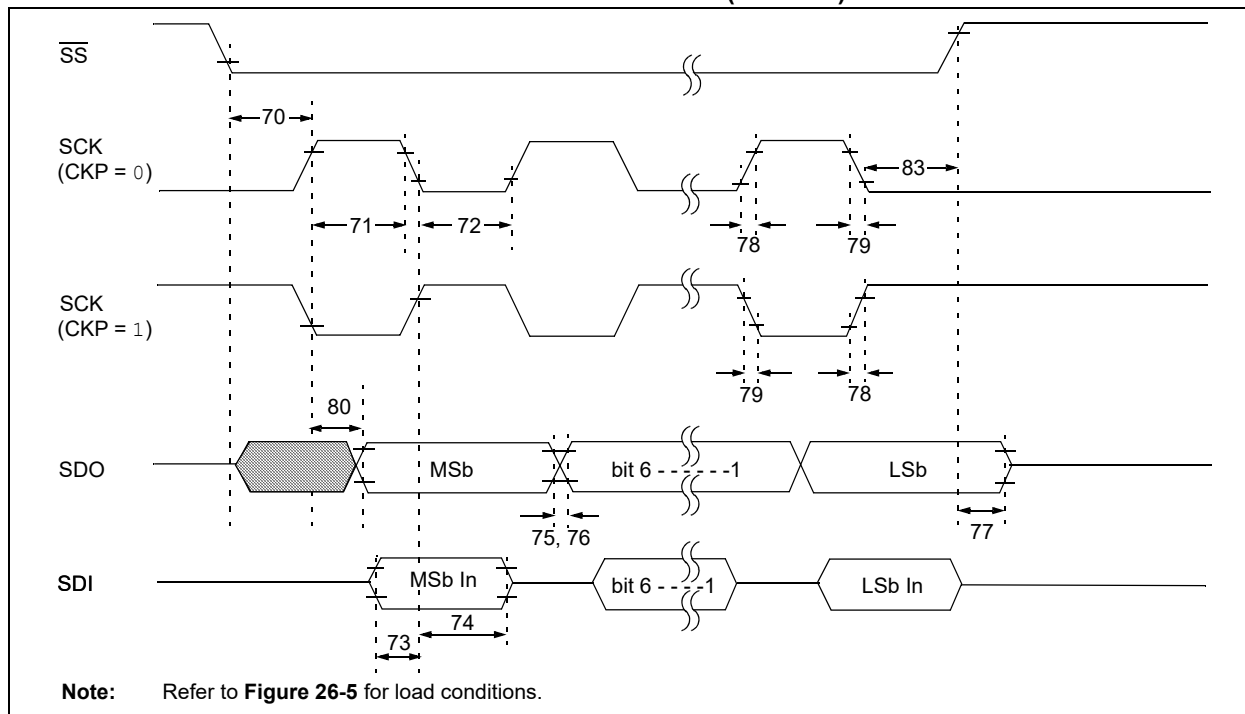 SS
70
SCK
(CKP = 0)
83
71
72
78
79
SCK
(CKP = 1)
79
78
80
SDO
MSb
bit 6 - - - - - - -1
LSb
75, 76
77
SDI
MSb In
bit 6 - - - - -1
LSb In
74
73
Note: Refer to Figure 26-5 for load conditions.